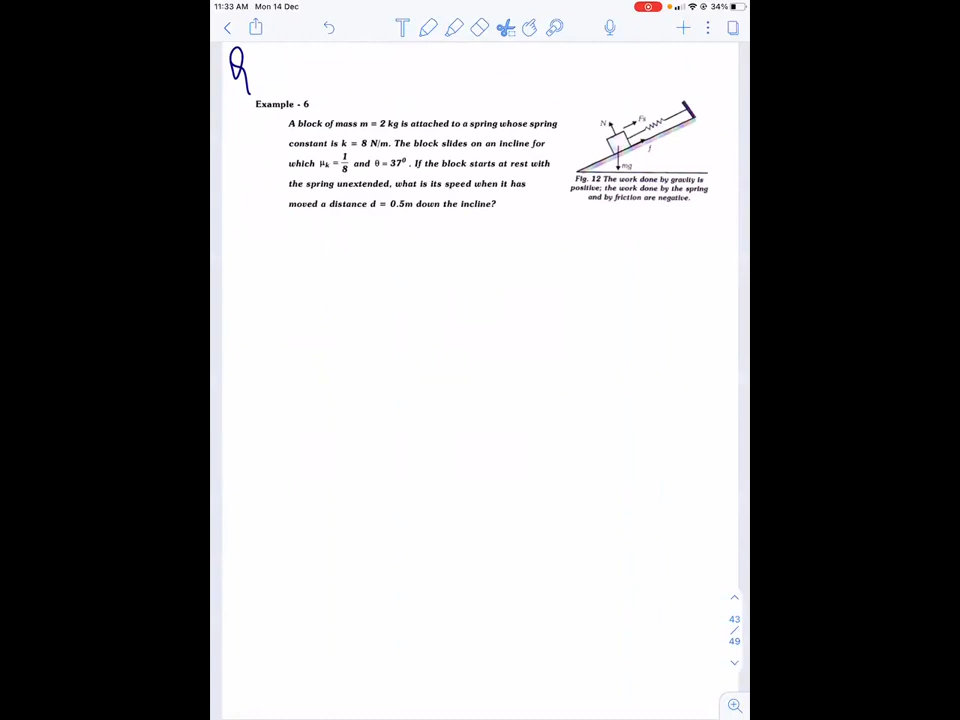 11:33 AM Mon 14 Dec
34%
Q
Example - 6
A block of mass m = 2 kg is attached to a spring whose spring
constant is k = 8 N/m. The block slides on an incline for
which μk = 1/8 and θ = 37⁰ . If the block starts at rest with
the spring unextended, what is its speed when it has
moved a distance d = 0.5m down the incline?
N
Fs
f
mg
Fig. 12 The work done by gravity is
positive; the work done by the spring
and by friction are negative.
43
/
49